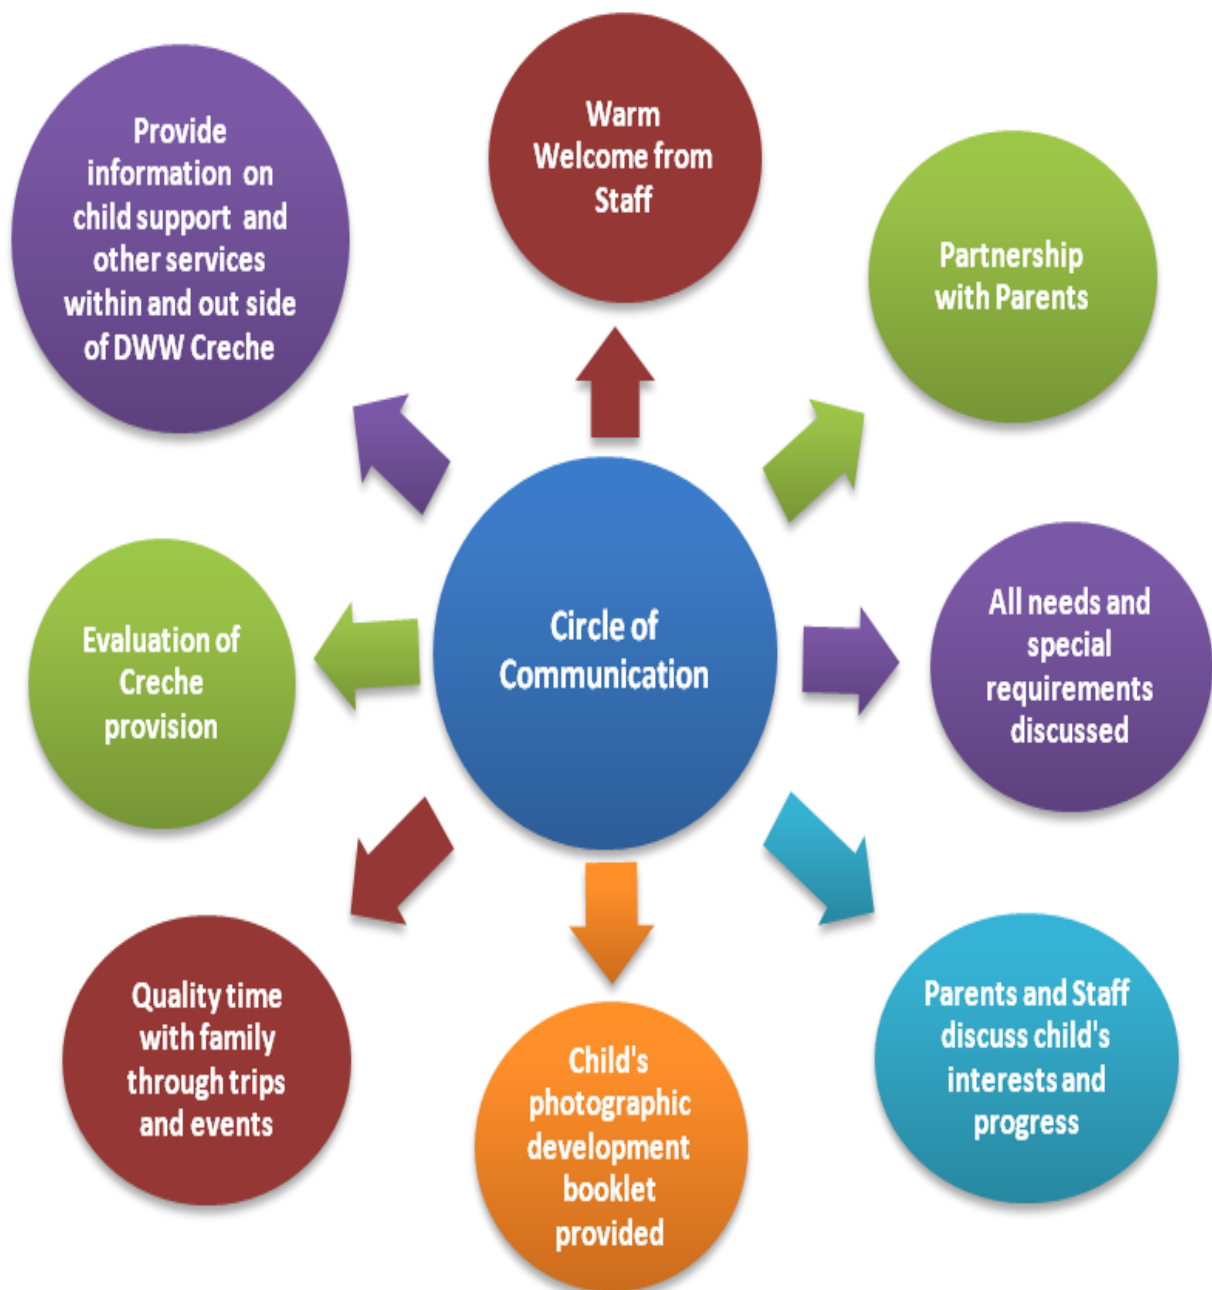 Warm
Welcome from
Staff
Partnership
with Parents
All needs and
special
requirements
discussed
Parents and Staff
discuss child's
interests and
progress
Child's
photographic
development
booklet
provided
Quality time
with family
through trips
and events
Evaluation of
Creche
provision
Provide
information on
child support and
other services
within and out side
of DWW Creche
Circle of
Communication